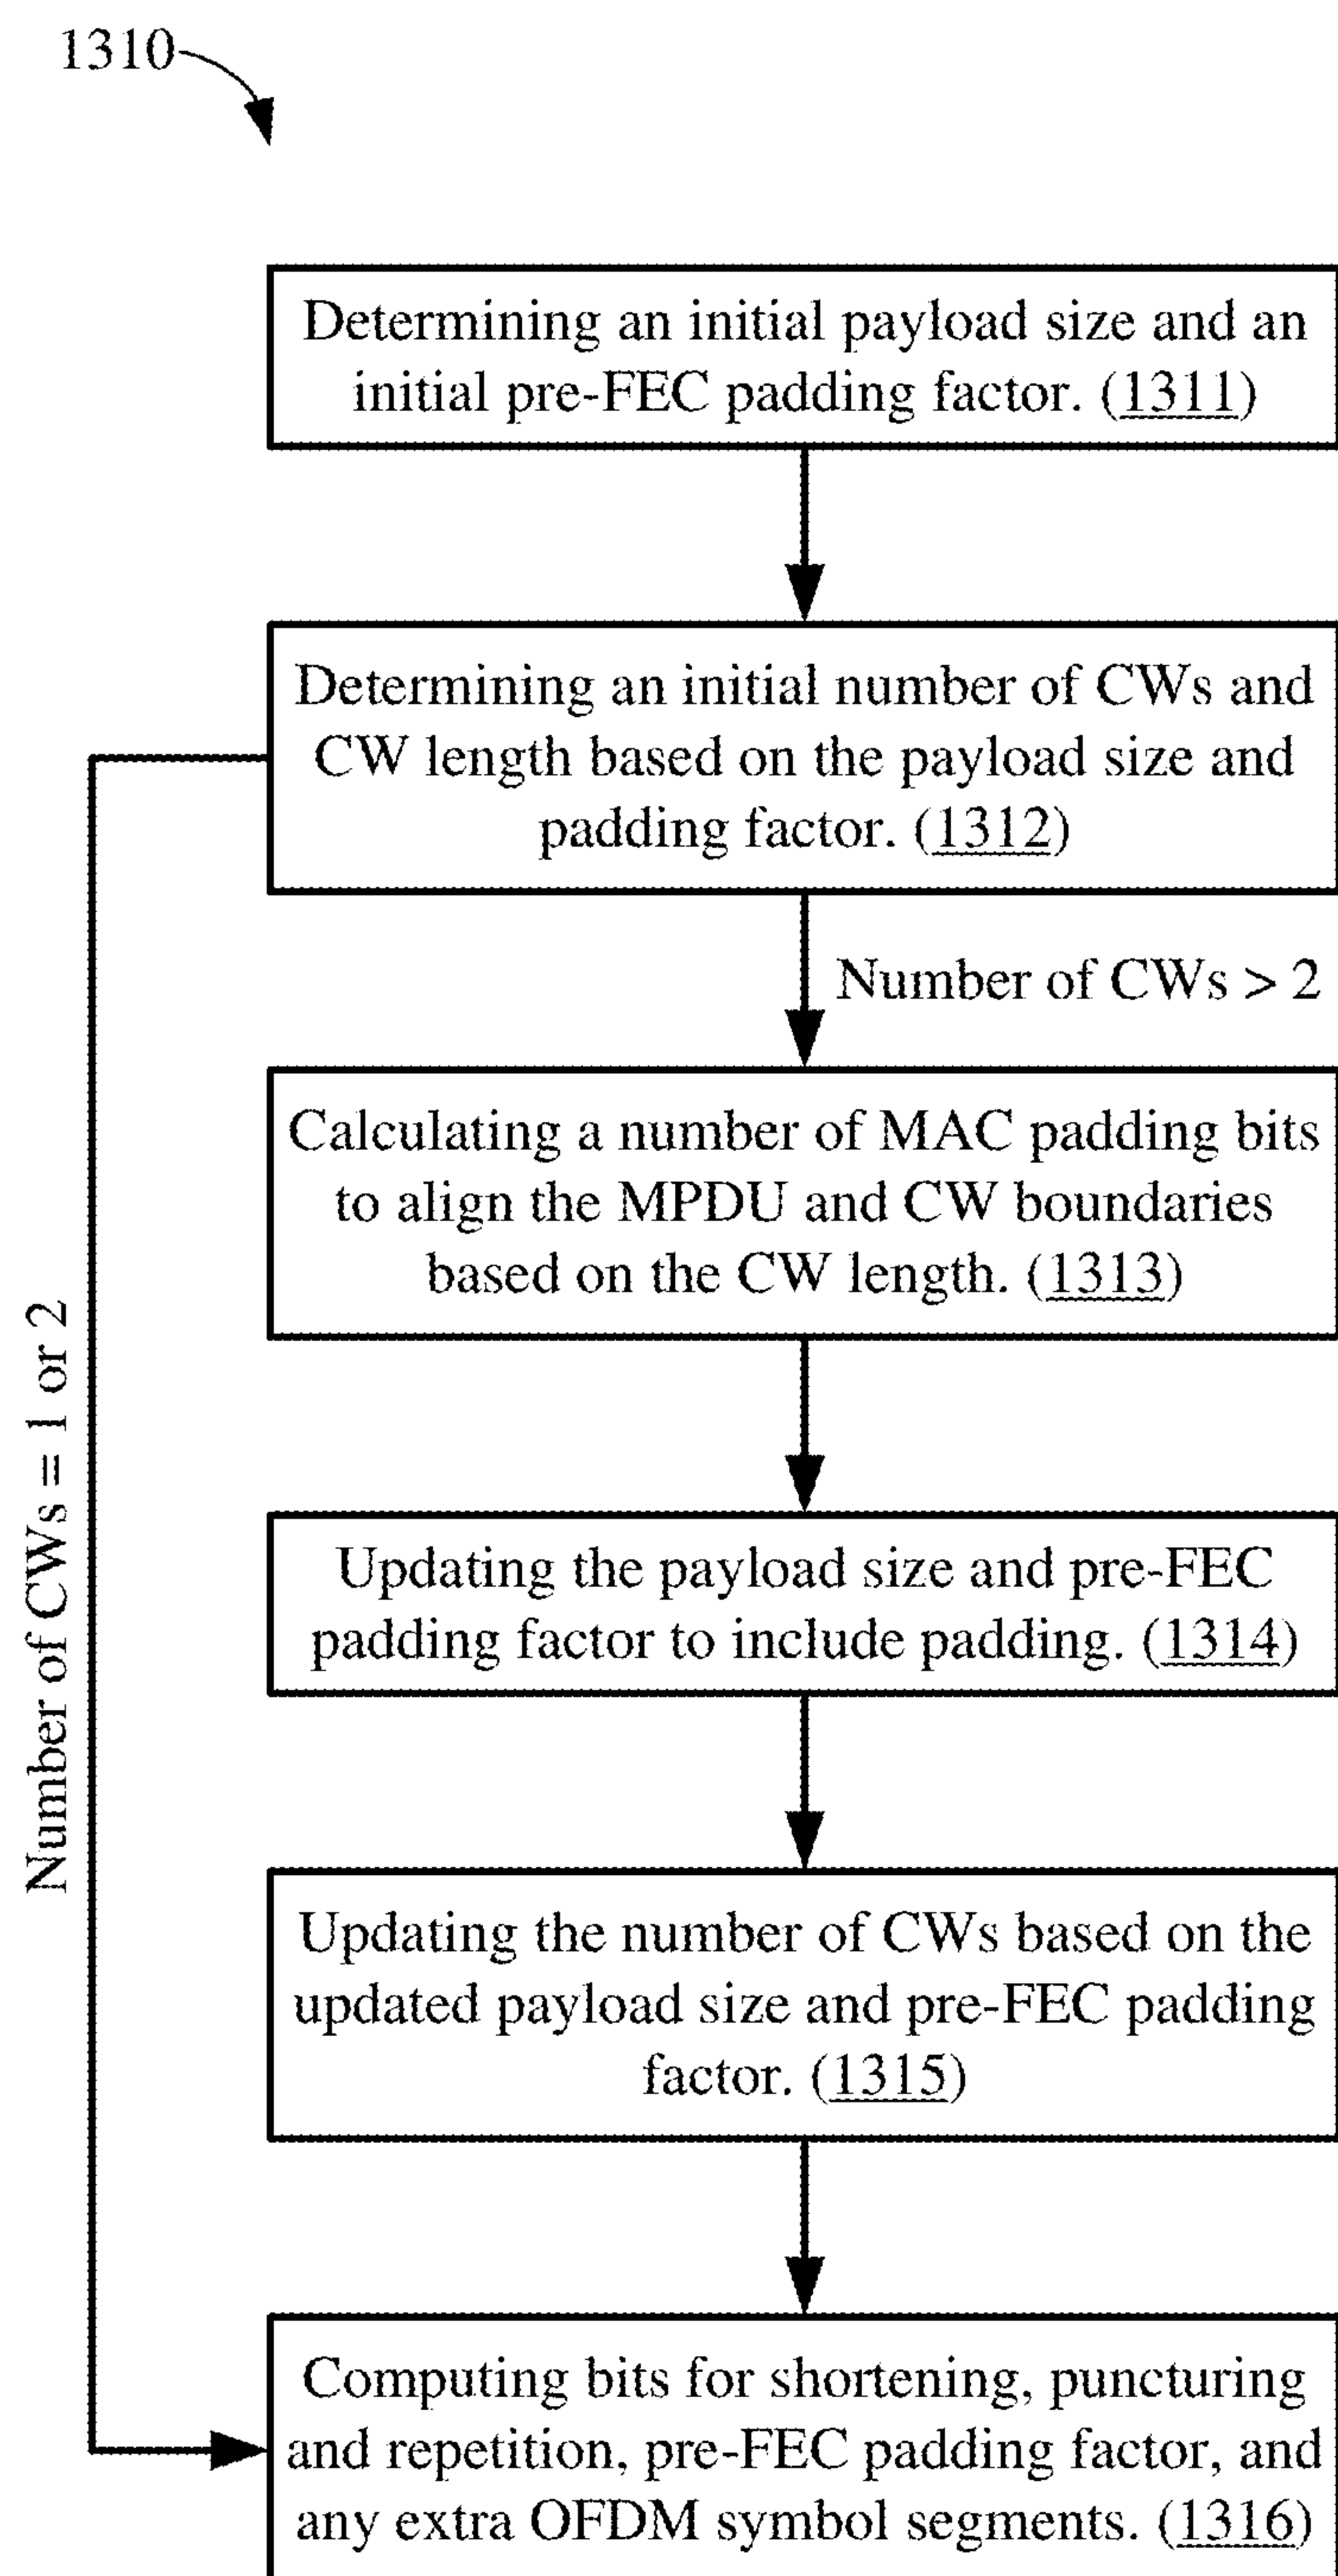 1310
Determining an initial payload size and an
initial pre-FEC padding factor. (1311)
Determining an initial number of CWs and
CW length based on the payload size and
padding factor. (1312)
Number of CWs > 2
Calculating a number of MAC padding bits
to align the MPDU and CW boundaries
based on the CW length. (1313)
Number of CWs = 1 or 2
Updating the payload size and pre-FEC
padding factor to include padding. (1314)
Updating the number of CWs based on the
updated payload size and pre-FEC padding
factor. (1315)
Computing bits for shortening, puncturing
and repetition, pre-FEC padding factor, and
any extra OFDM symbol segments. (1316)